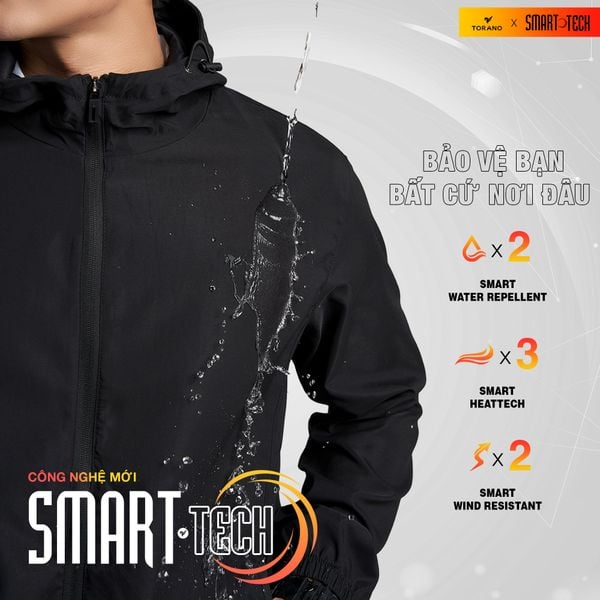 TORANO X SMART TECH
BẢO VỆ BẠN
BẤT CỨ NƠI ĐÂU
X 2
SMART
WATER REPELLENT
X 3
SMART
HEATTECH
X 2
SMART
WIND RESISTANT
CÔNG NGHỆ MỚI
SMART TECH